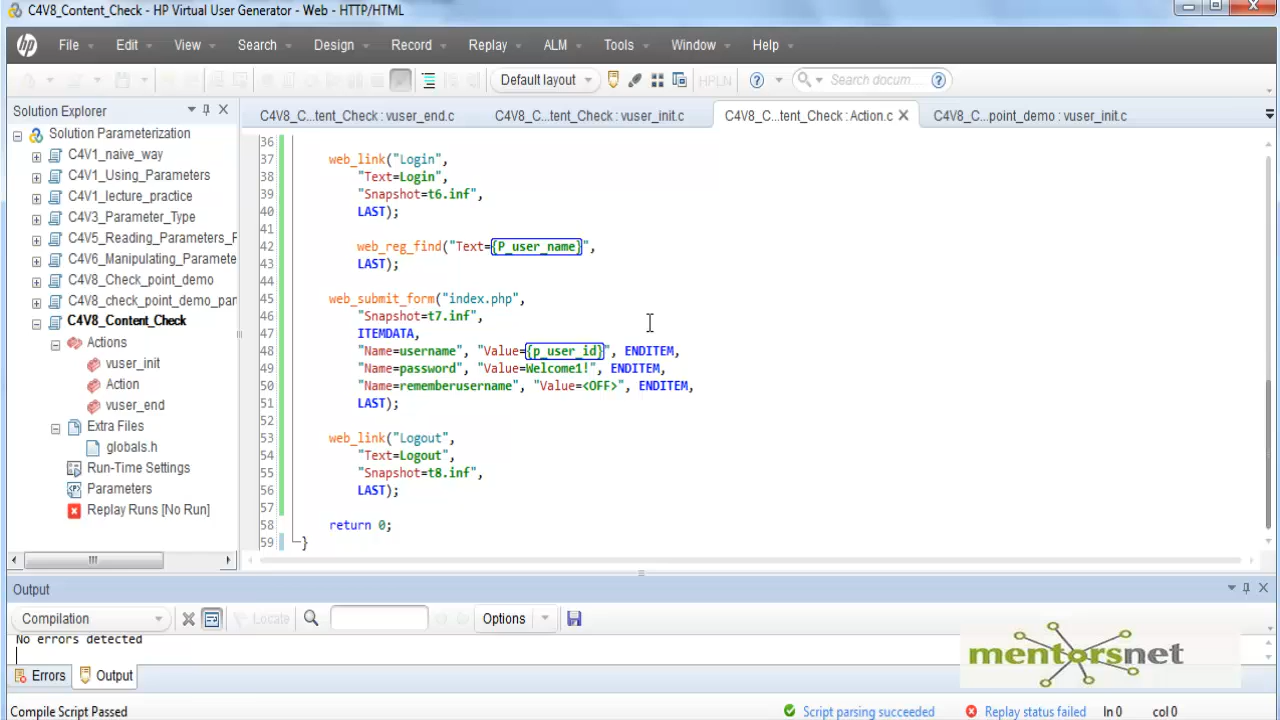 C4V8_Content_Check - HP Virtual User Generator - Web - HTTP/HTML
hp File Edit View Search Design Record Replay ALM Tools Window Help
Default layout HPLN ? Search docum... ?
Solution Explorer
C4V8_C...tent_Check : vuser_end.c C4V8_C...tent_Check : vuser_init.c C4V8_C...tent_Check : Action.c C4V8_C...point_demo : vuser_init.c
Solution Parameterization
C4V1_naive_way
C4V1_Using_Parameters
C4V1_lecture_practice
C4V3_Parameter_Type
C4V5_Reading_Parameters_F
C4V6_Manipulating_Paramete
C4V8_Check_point_demo
C4V8_check_point_demo_par
C4V8_Content_Check
Actions
vuser_init
Action
vuser_end
Extra Files
globals.h
Run-Time Settings
Parameters
Replay Runs [No Run]
36
37 web_link("Login",
38 "Text=Login",
39 "Snapshot=t6.inf",
40 LAST);
41
42 web_reg_find("Text={P_user_name}",
43 LAST);
44
45 web_submit_form("index.php",
46 "Snapshot=t7.inf",
47 ITEMDATA,
48 "Name=username", "Value={p_user_id}", ENDITEM,
49 "Name=password", "Value=Welcome1!", ENDITEM,
50 "Name=rememberusername", "Value=<OFF>", ENDITEM,
51 LAST);
52
53 web_link("Logout",
54 "Text=Logout",
55 "Snapshot=t8.inf",
56 LAST);
57
58 return 0;
59 }
Output
Compilation Locate Options
No errors detected
Errors Output
mentorsnet
Compile Script Passed Script parsing succeeded Replay status failed ln 0 col 0